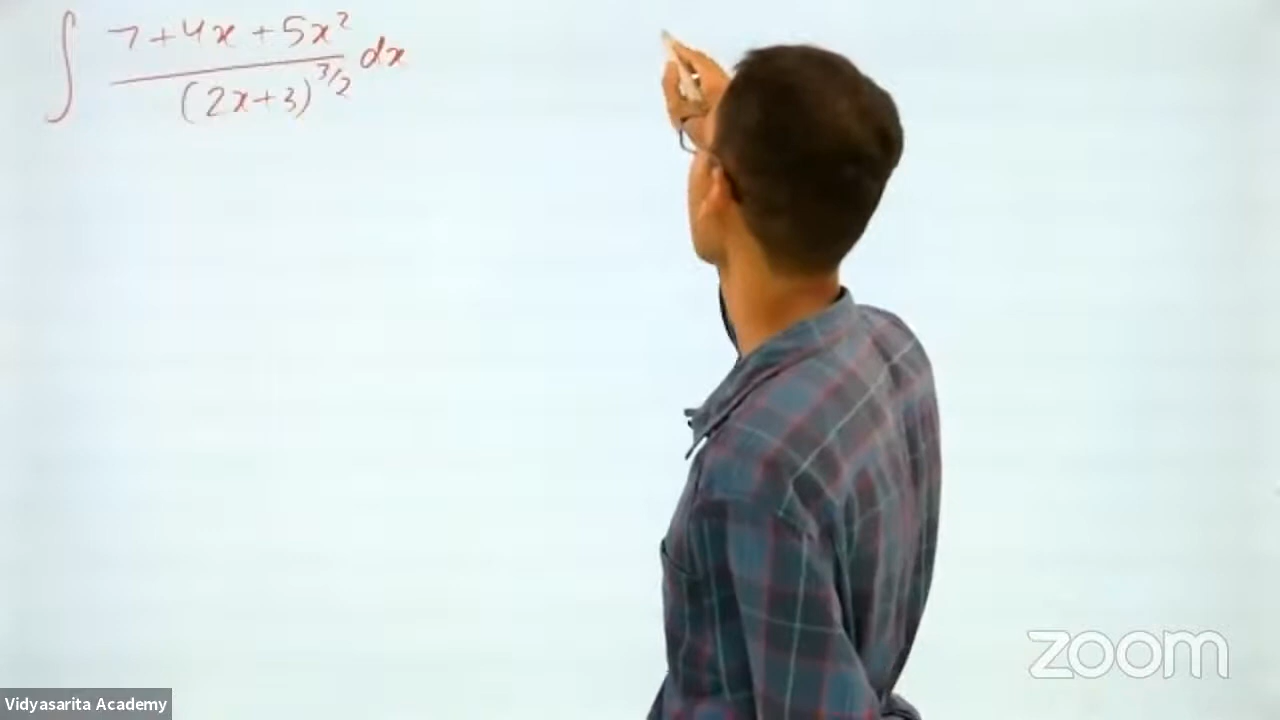 ∫ 7+4x+5x² / (2x+3)^3/2 dx
zoom
Vidyasarita Academy